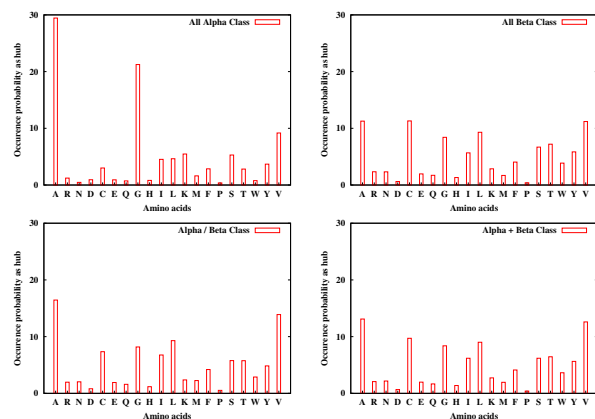 All Alpha Class
Occurence probability as hub
30
20
10
0
A R N D C E Q G H I L K M F P S T W Y V
Amino acids
All Beta Class
Occurence probability as hub
30
20
10
0
A R N D C E Q G H I L K M F P S T W Y V
Amino acids
Alpha / Beta Class
Occurence probability as hub
30
20
10
0
A R N D C E Q G H I L K M F P S T W Y V
Amino acids
Alpha + Beta Class
Occurence probability as hub
30
20
10
0
A R N D C E Q G H I L K M F P S T W Y V
Amino acids